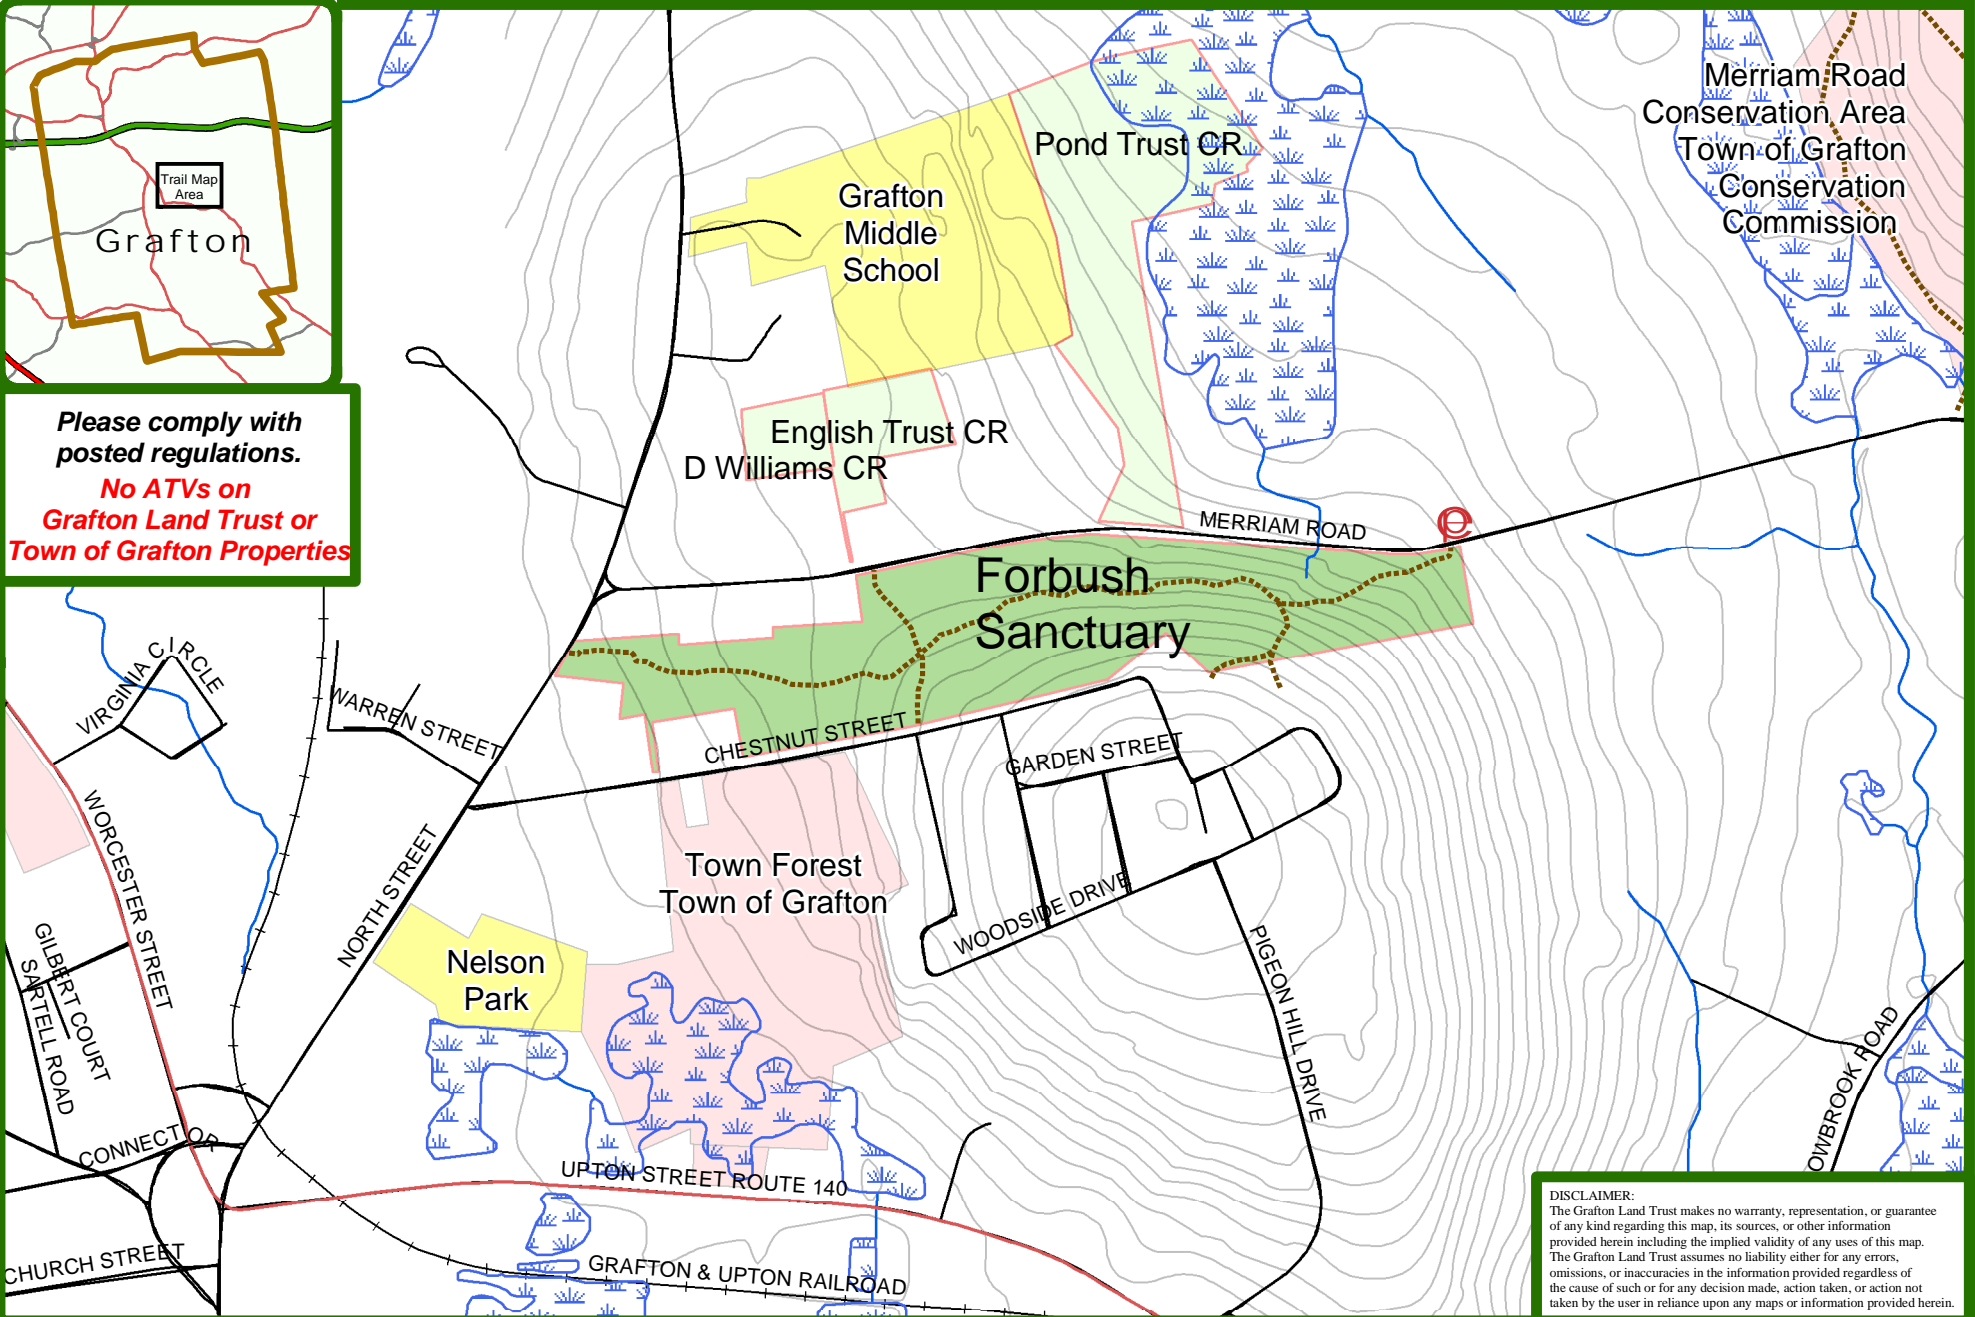 Trail Map
Area
Grafton
Please comply with
posted regulations.
No ATVs on
Grafton Land Trust or
Town of Grafton Properties
Grafton
Middle
School
Pond Trust CR
Merriam Road
Conservation Area
Town of Grafton
Conservation
Commission
English Trust CR
D Williams CR
MERRIAM ROAD
Forbush
Sanctuary
VIRGINIA CIRCLE
WARREN STREET
CHESTNUT STREET
GARDEN STREET
WORCESTER STREET
NORTH STREET
Town Forest
Town of Grafton
WOODSIDE DRIVE
PIGEON HILL DRIVE
Nelson
Park
GILBERT COURT
SARTELL ROAD
OWBROOK ROAD
CONNECTOR
UPTON STREET ROUTE 140
CHURCH STREET
GRAFTON & UPTON RAILROAD
DISCLAIMER:
The Grafton Land Trust makes no warranty, representation, or guarantee
of any kind regarding this map, its sources, or other information
provided herein including the implied validity of any uses of this map.
The Grafton Land Trust assumes no liability either for any errors,
omissions, or inaccuracies in the information provided regardless of
the cause of such or for any decision made, action taken, or action not
taken by the user in reliance upon any maps or information provided herein.